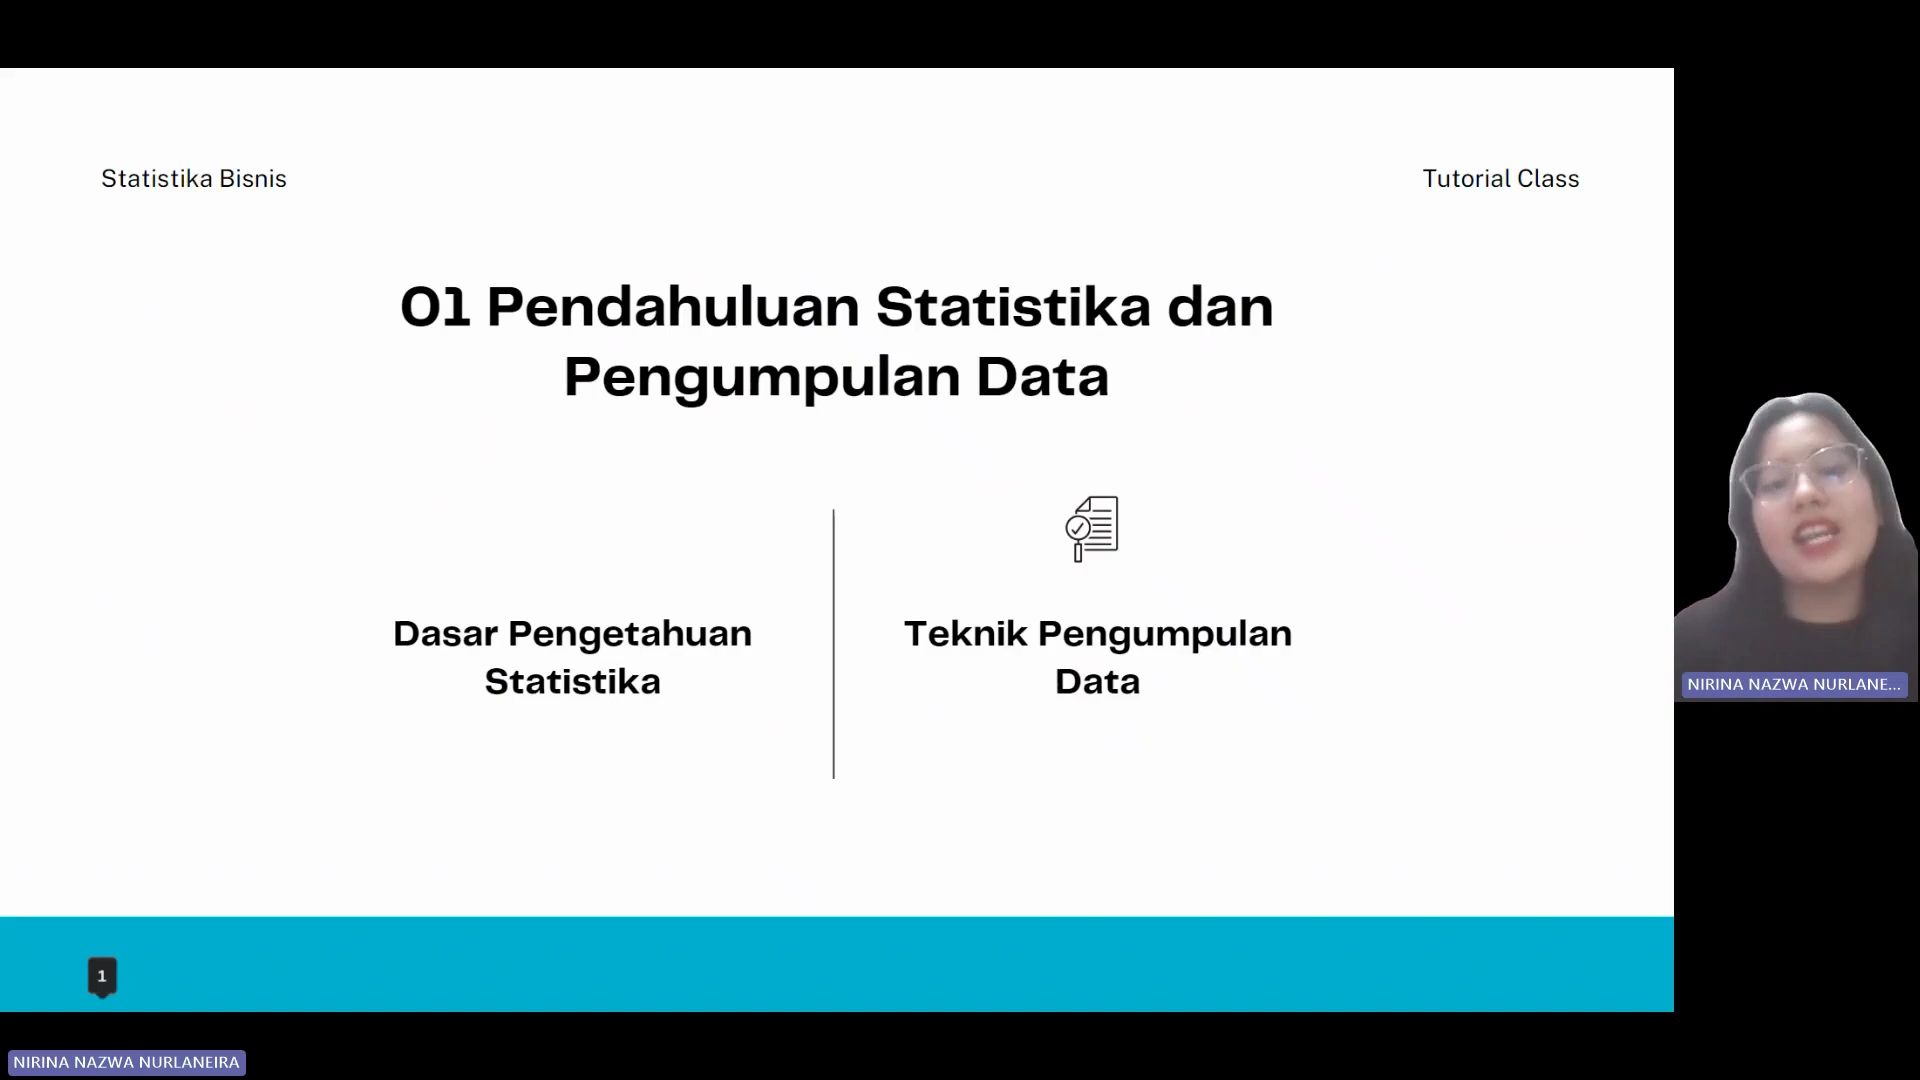 Statistika Bisnis
Tutorial Class
01 Pendahuluan Statistika dan
Pengumpulan Data
Dasar Pengetahuan
Statistika
Teknik Pengumpulan
Data
NIRINA NAZWA NURLANE...
1
NIRINA NAZWA NURLANEIRA